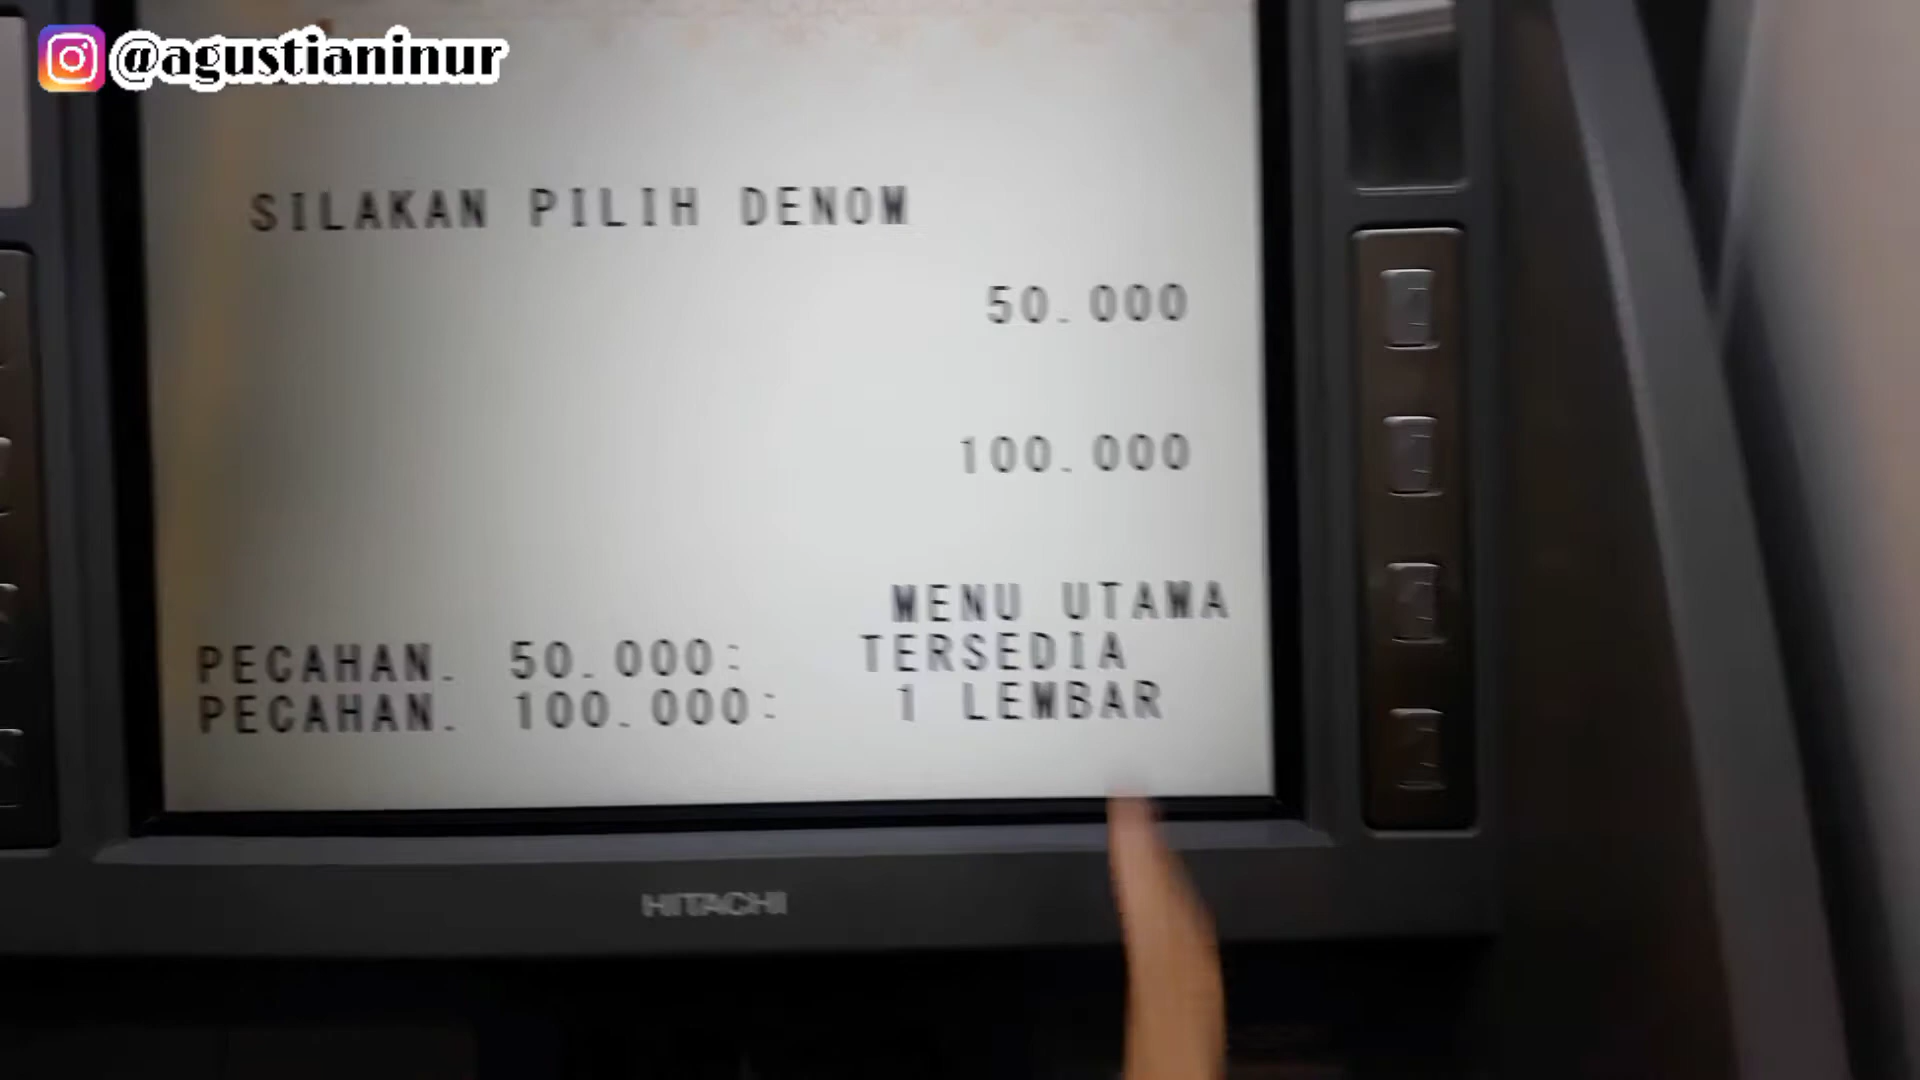 @agustianinur
SILAKAN PILIH DENOM
50.000
100.000
MENU UTAMA
PECAHAN. 50.000: TERSEDIA
PECAHAN. 100.000: 1 LEMBAR
HITACHI